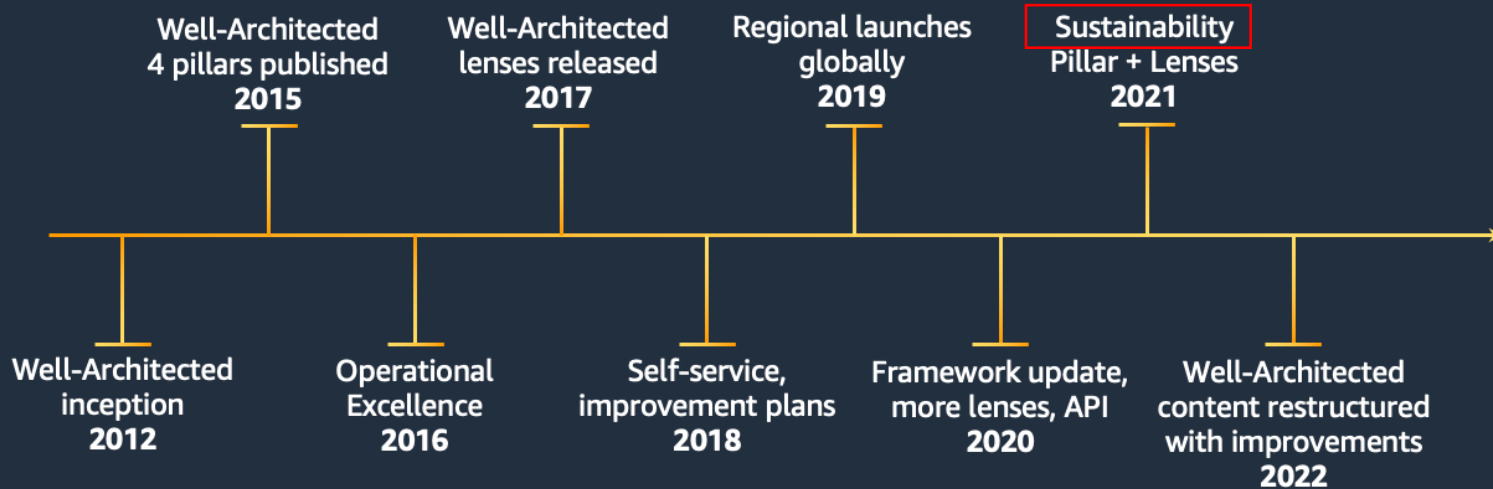 Well-Architected
4 pillars published
2015
Well-Architected
lenses released
2017
Regional launches
globally
2019
Sustainability
Pillar + Lenses
2021
Well-Architected
inception
2012
Operational
Excellence
2016
Self-service,
improvement plans
2018
Framework update,
more lenses, API
2020
Well-Architected
content restructured
with improvements
2022